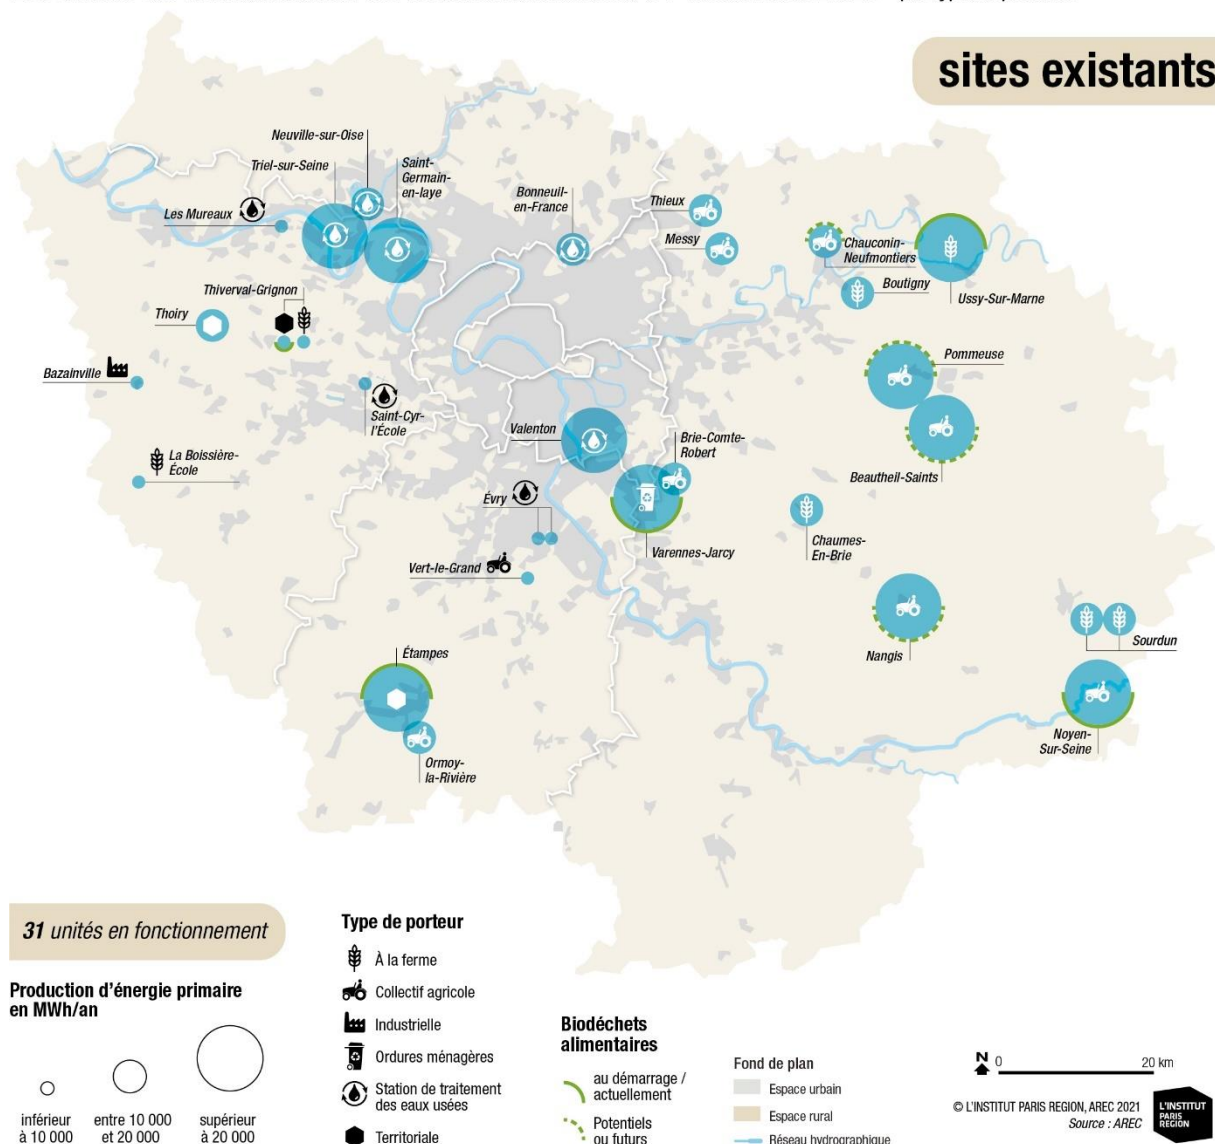 sites existants
Neuville-sur-Oise
Triel-sur-Seine
Saint-
Germain-
en-laye
Les Mureaux
Bonneuil-
en-France
Thieux
Messy
Chauconin-
Neufmontiers
Boutigny
Ussy-Sur-Marne
Thiverval-Grignon
Thoiry
Bazainville
Pommeuse
Saint-Cyr-
l'École
Valenton
Brie-Comte-
Robert
Beautheil-Saints
La Boissière-
École
Évry
Varennes-Jarcy
Chaumes-
En-Brie
Vert-le-Grand
Nangis
Sourdun
Étampes
Noyen-
Sur-Seine
Ormoy-
la-Rivière
31 unités en fonctionnement
Production d'énergie primaire
en MWh/an
inférieur
à 10 000
entre 10 000
et 20 000
supérieur
à 20 000
Type de porteur
À la ferme
Collectif agricole
Industrielle
Ordures ménagères
Station de traitement
des eaux usées
Territoriale
Biodéchets
alimentaires
au démarrage /
actuellement
Potentiels
ou futurs
Fond de plan
Espace urbain
Espace rural
Réseau hydrographique
N 0 20 km
© L'INSTITUT PARIS REGION, AREC 2021
Source : AREC
L'INSTITUT
PARIS
REGION